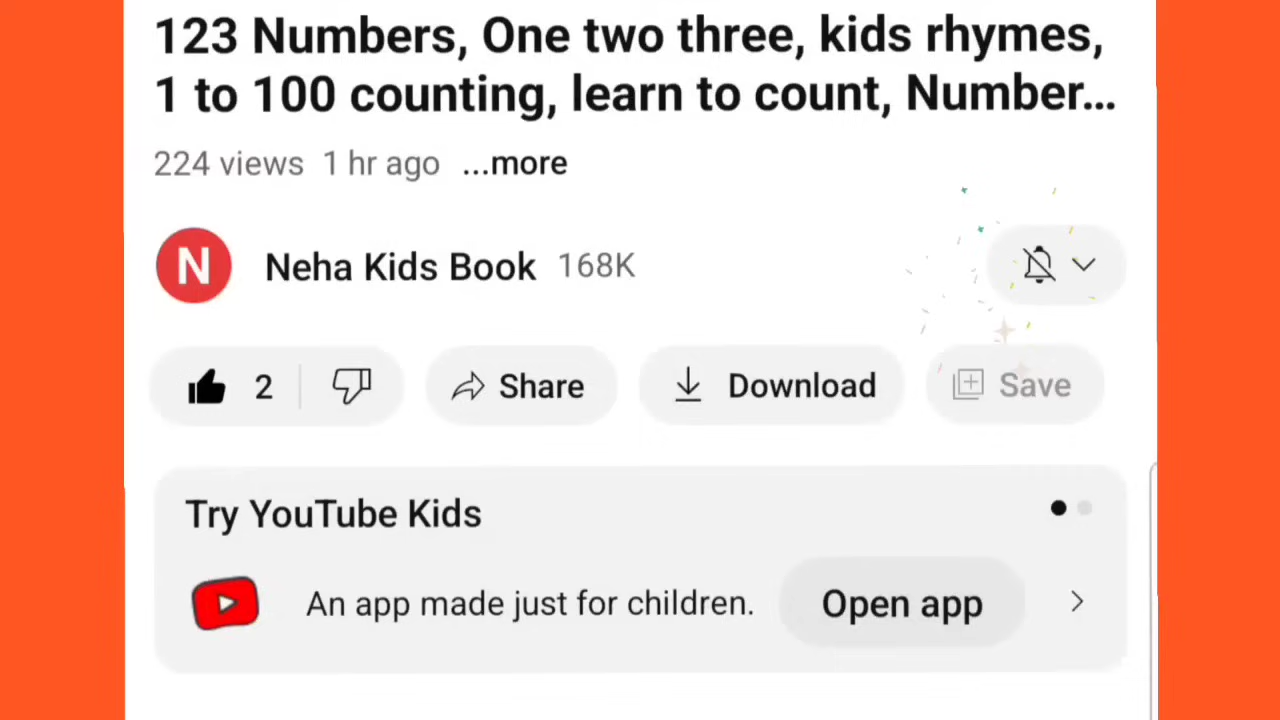 123 Numbers, One two three, kids rhymes,
1 to 100 counting, learn to count, Number...
224 views 1 hr ago ...more
N Neha Kids Book 168K
2 Share Download Save
Try YouTube Kids
An app made just for children. Open app